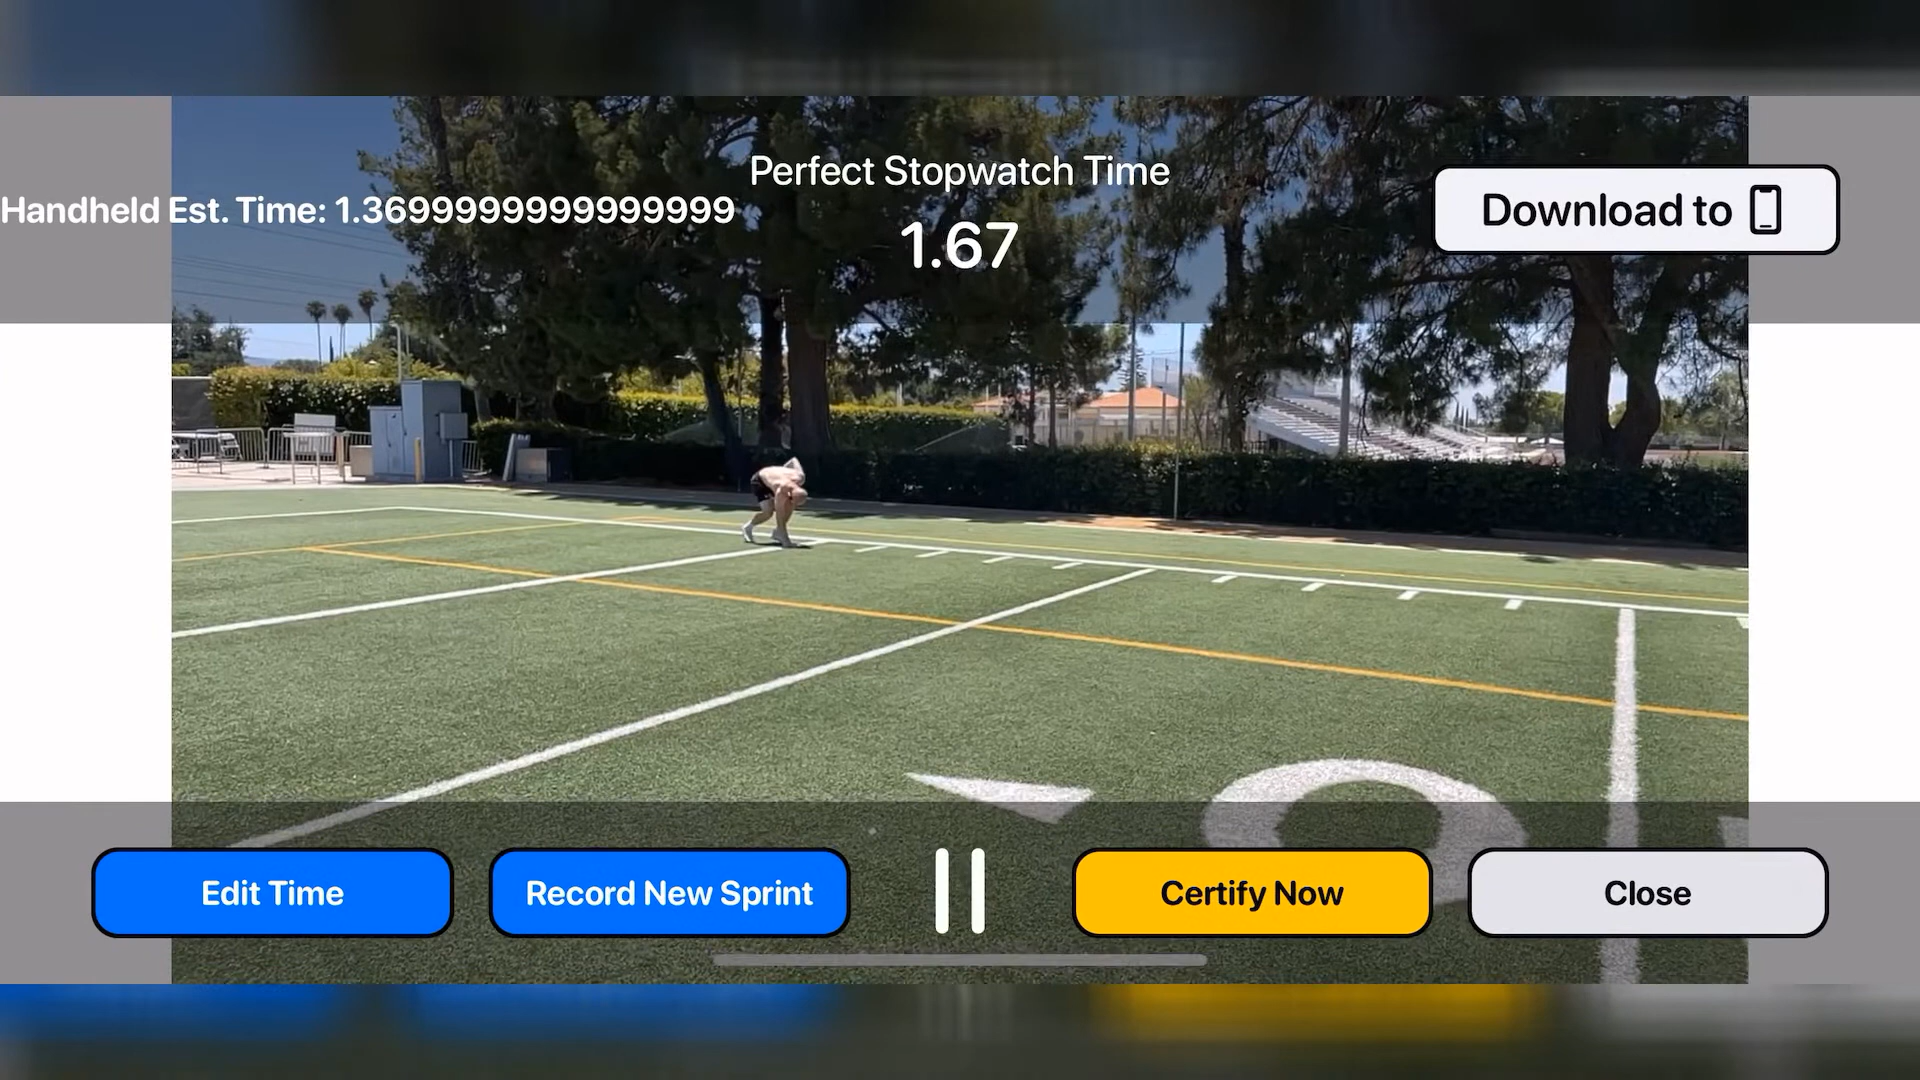 Perfect Stopwatch Time
Handheld Est. Time: 1.3699999999999999
1.67
Download to
Edit Time
Record New Sprint
Certify Now
Close